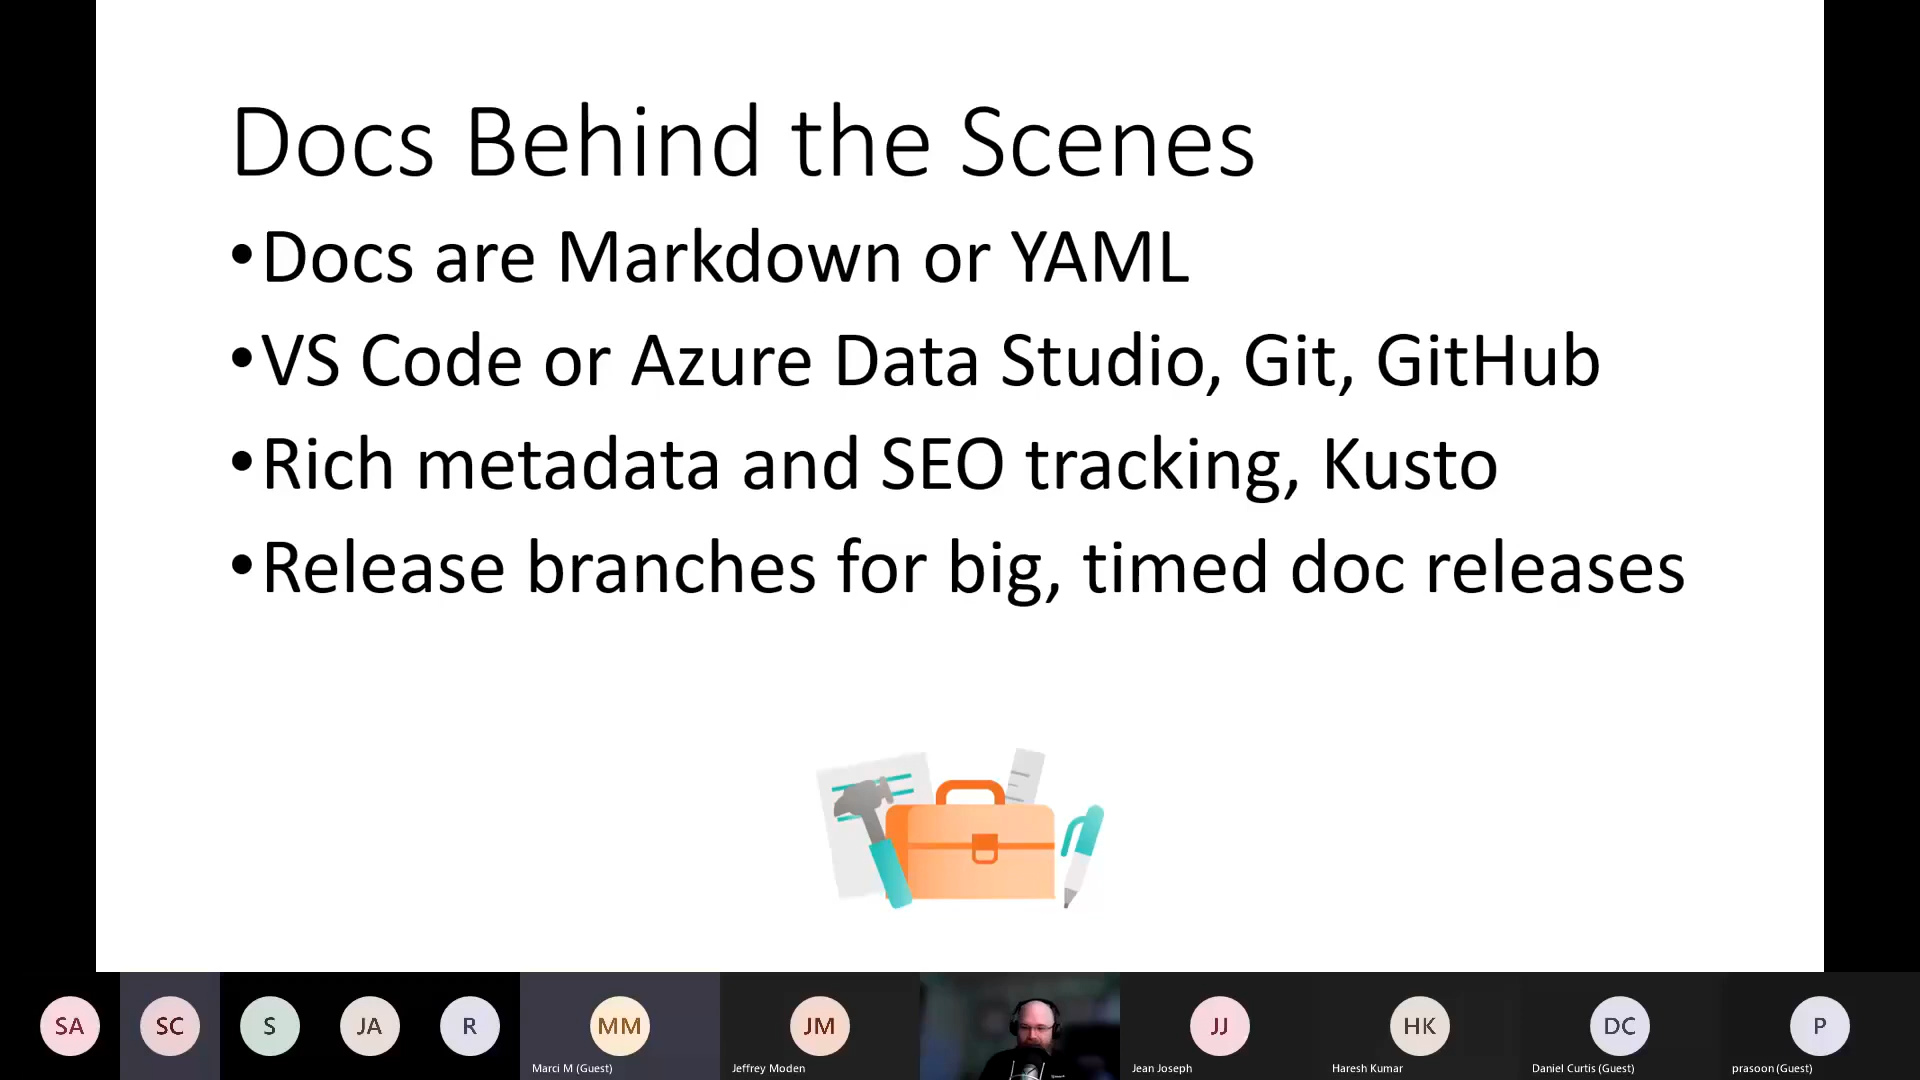 Docs Behind the Scenes
•Docs are Markdown or YAML
•VS Code or Azure Data Studio, Git, GitHub
•Rich metadata and SEO tracking, Kusto
•Release branches for big, timed doc releases
SA
SC
S
JA
R
MM
JM
JJ
HK
DC
P
Marci M (Guest)
Jeffrey Moden
Jean Joseph
Haresh Kumar
Daniel Curtis (Guest)
prasoon (Guest)